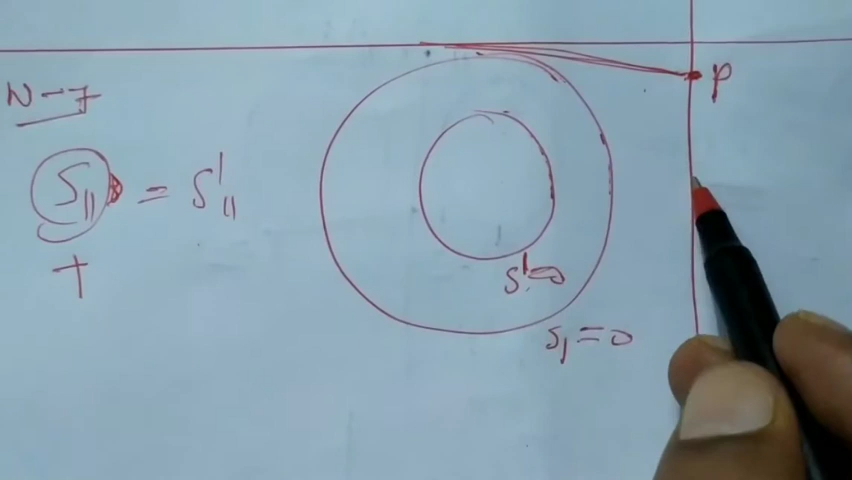 N-7
P
S₁₁ = S'₁₁
+
S'=0
S₁=0